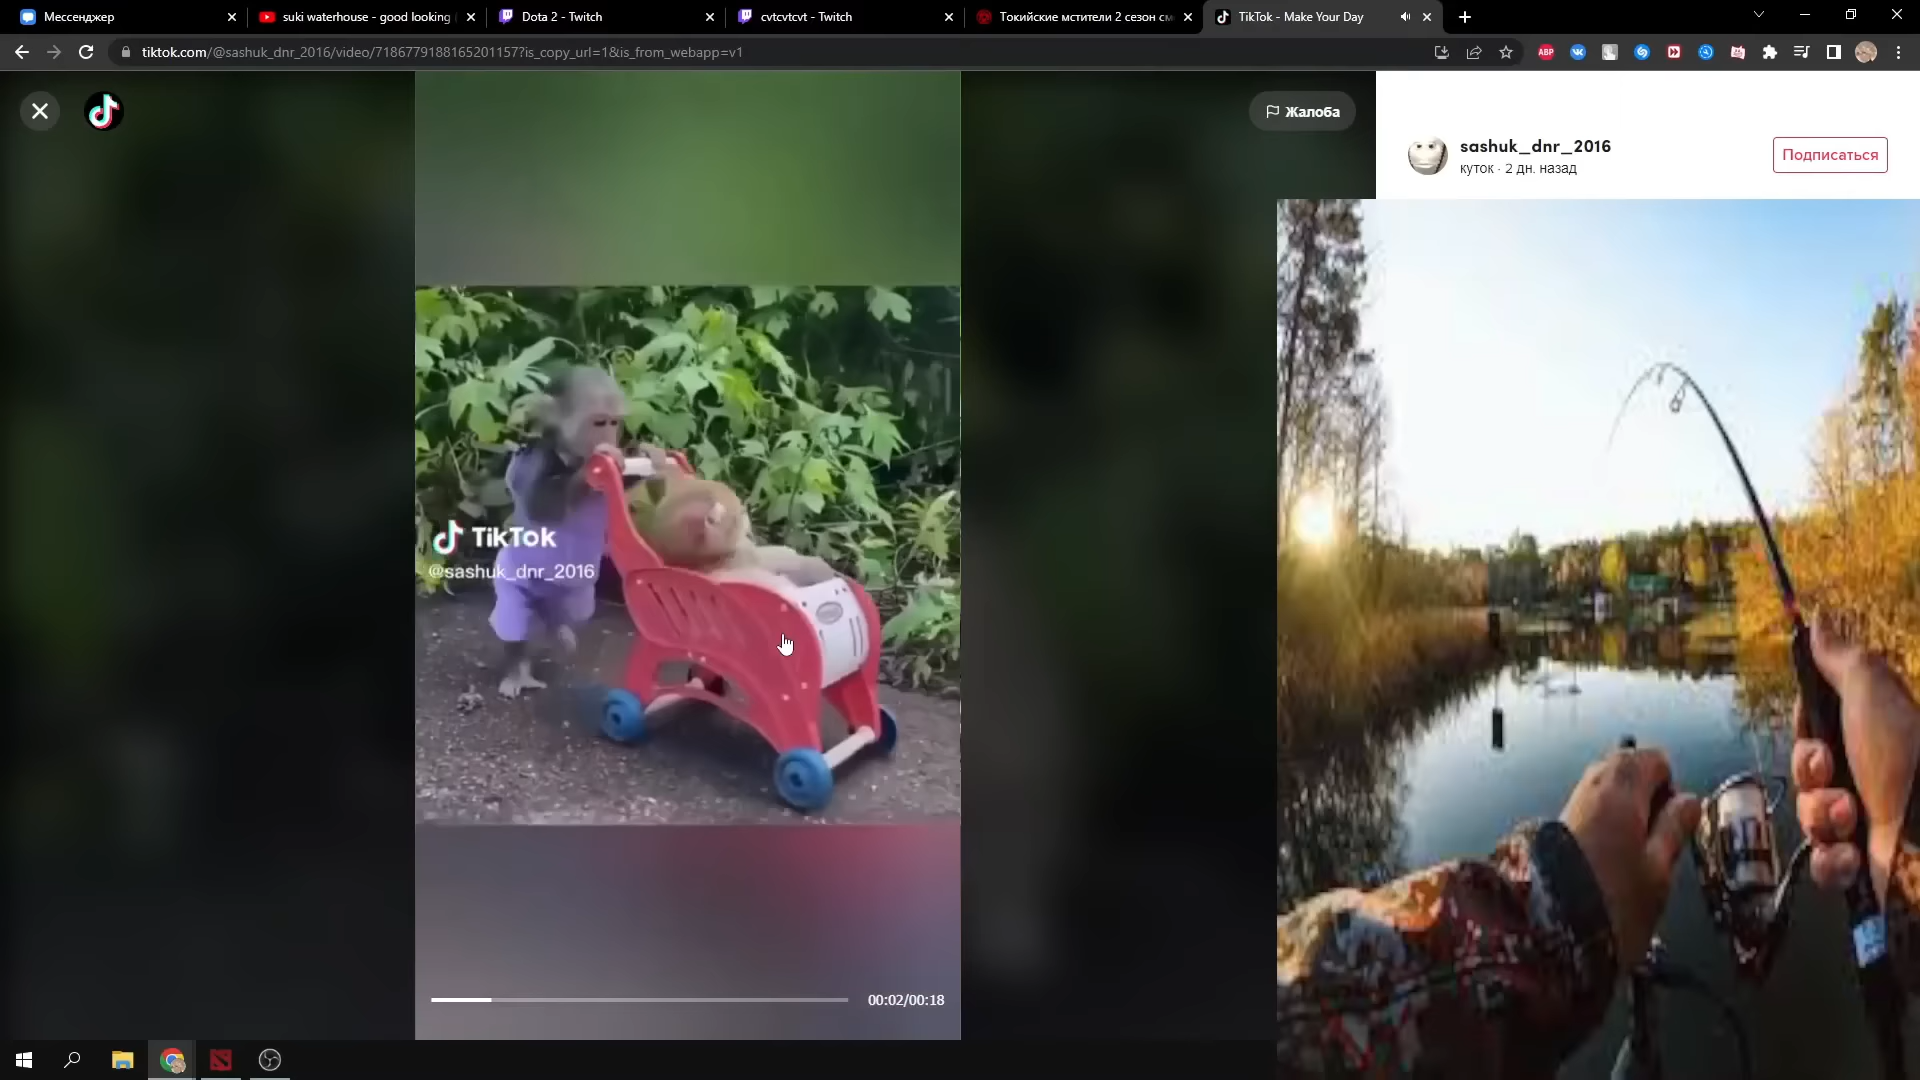 Мессенджер
suki waterhouse - good looking
Dota 2 - Twitch
cvtcvtcvt - Twitch
Токийские мстители 2 сезон см
TikTok - Make Your Day
tiktok.com/@sashuk_dnr_2016/video/7186779188165201157?is_copy_url=1&is_from_webapp=v1
ABP
Жалоба
sashuk_dnr_2016
куток · 2 дн. назад
Подписаться
TikTok
@sashuk_dnr_2016
00:02/00:18